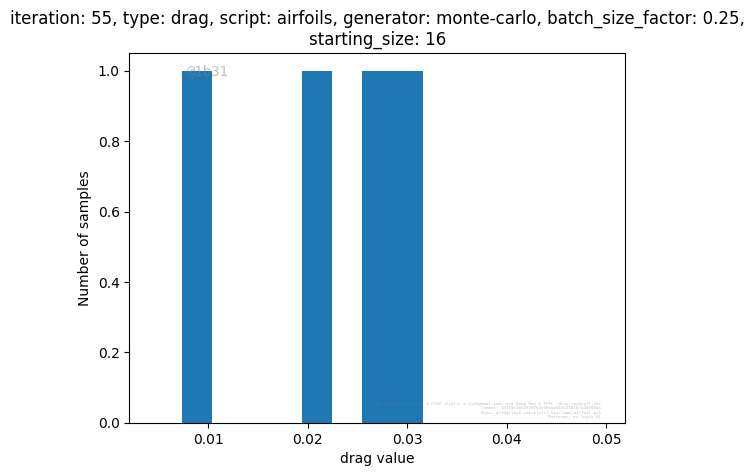 iteration: 55, type: drag, script: airfoils, generator: monte-carlo, batch_size_factor: 0.25,
starting_size: 16
@1b31
1.0
0.8
0.6
0.4
0.2
0.0
Number of samples
0.01
0.02
0.03
0.04
0.05
drag value